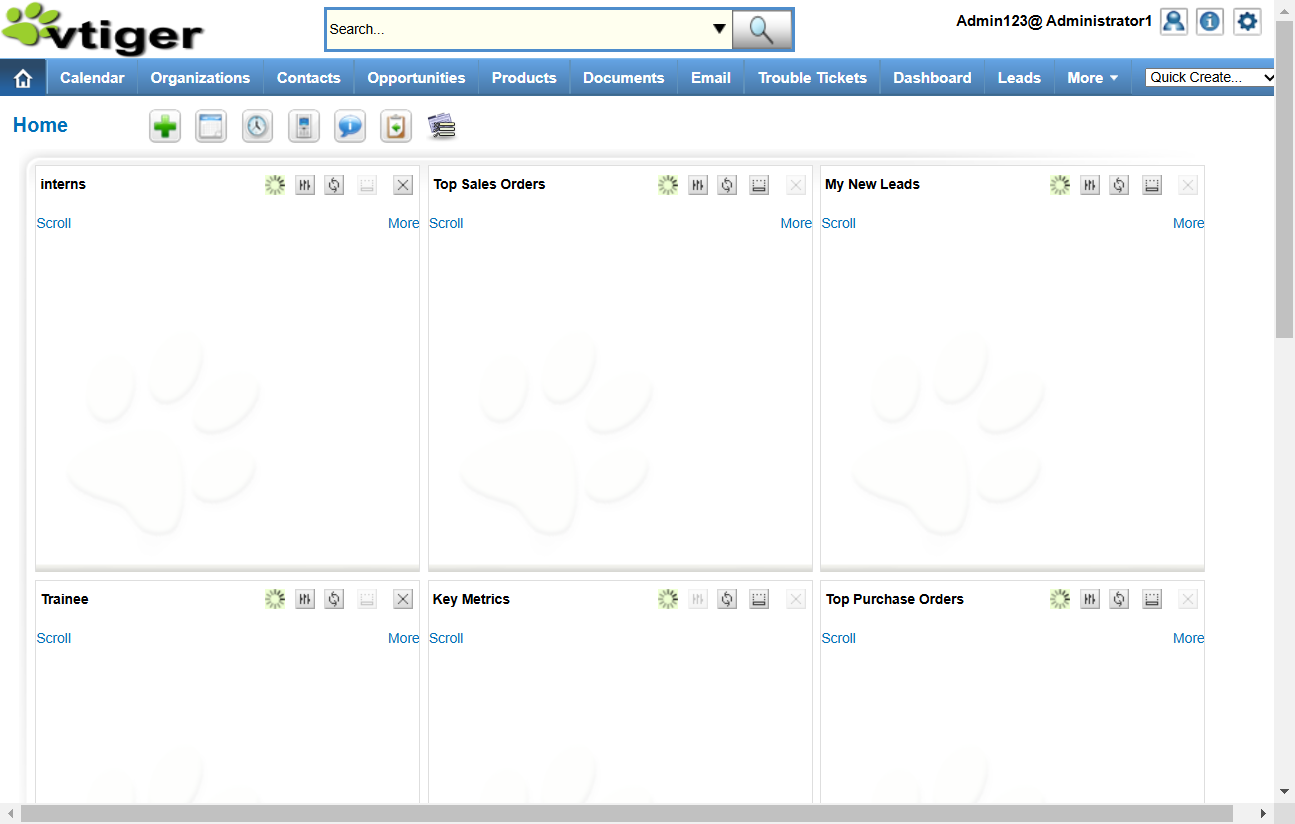 vtiger
Search...
Admin123@ Administrator1
Calendar Organizations Contacts Opportunities Products Documents Email Trouble Tickets Dashboard Leads More Quick Create...
Home
interns Top Sales Orders My New Leads
Scroll More Scroll More Scroll More
Trainee Key Metrics Top Purchase Orders
Scroll More Scroll Scroll More